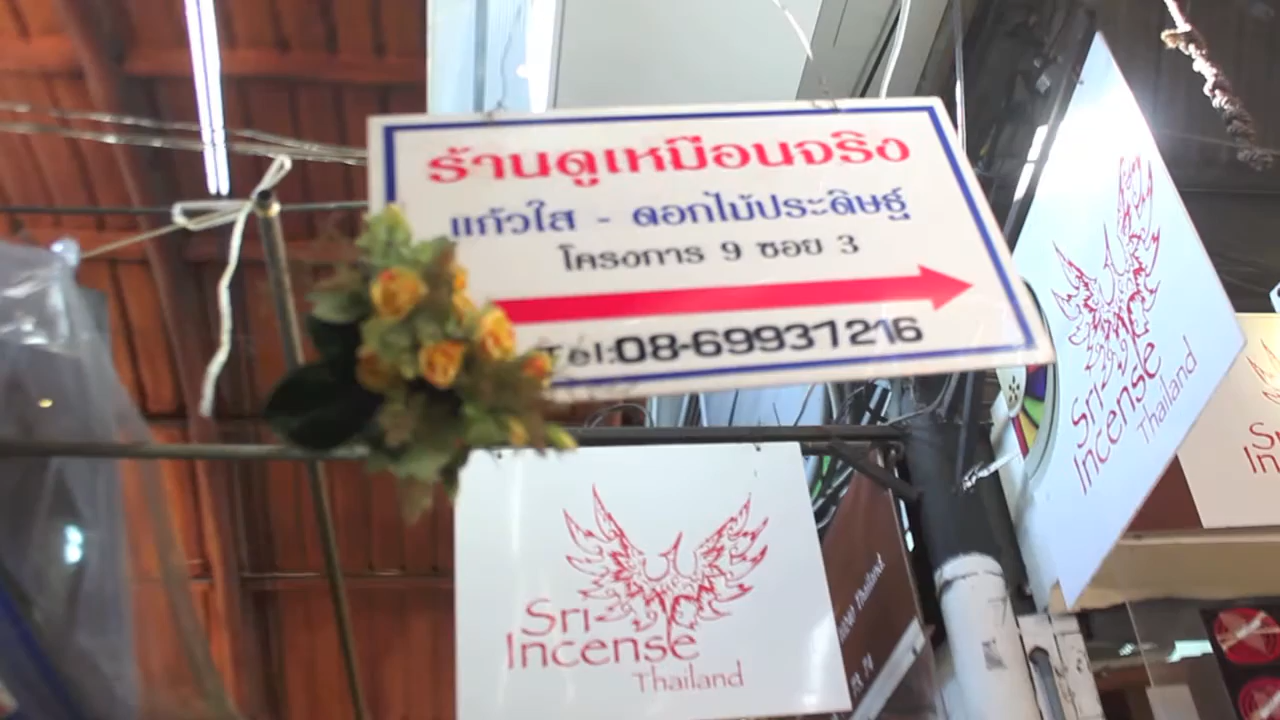 ร้านดูเหมือนจริง
แก้วใส - ดอกไม้ประดิษฐ์
โครงการ 9 ซอย 3
Tel:08-69931216
Sri
Incense
Thailand
Sri
Incense
Thailand
Thailand